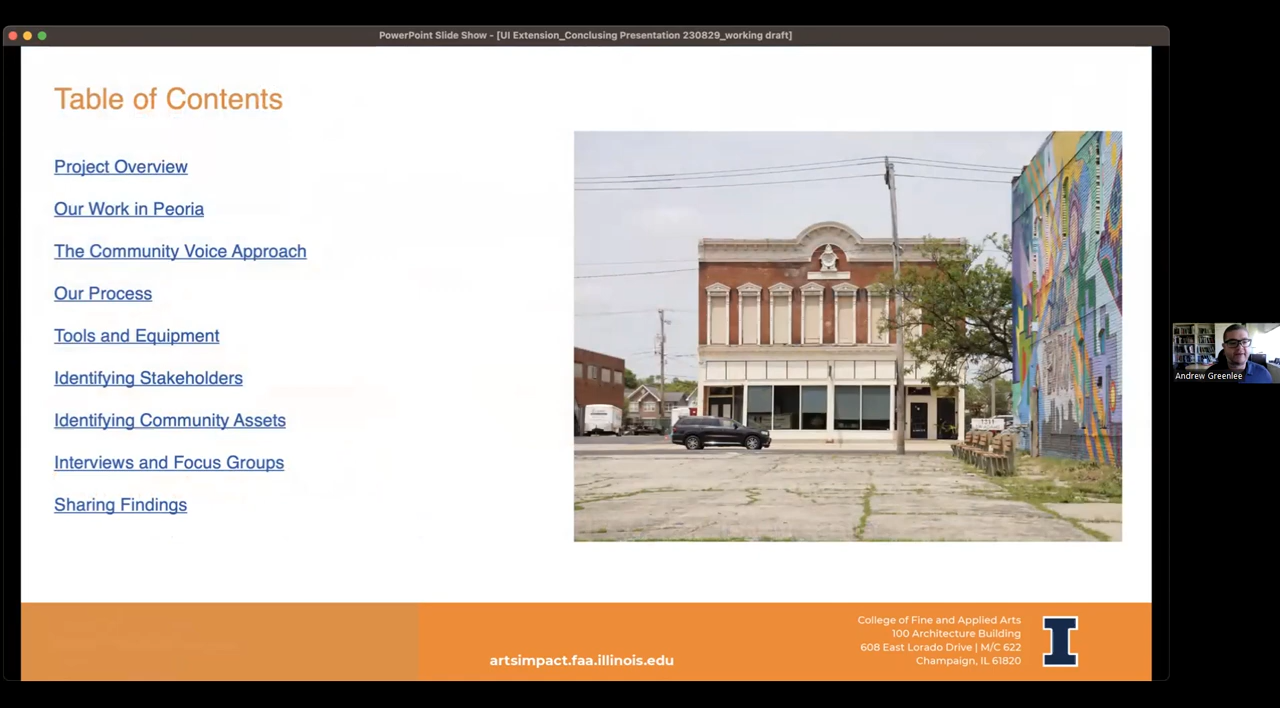 PowerPoint Slide Show - [UI Extension_Conclusing Presentation 230829_working draft]
Table of Contents
Project Overview
Our Work in Peoria
The Community Voice Approach
Our Process
Tools and Equipment
Identifying Stakeholders
Identifying Community Assets
Interviews and Focus Groups
Sharing Findings
Andrew Greenlee
artsimpact.faa.illinois.edu
College of Fine and Applied Arts
100 Architecture Building
608 East Lorado Drive | M/C 622
Champaign, IL 61820
I